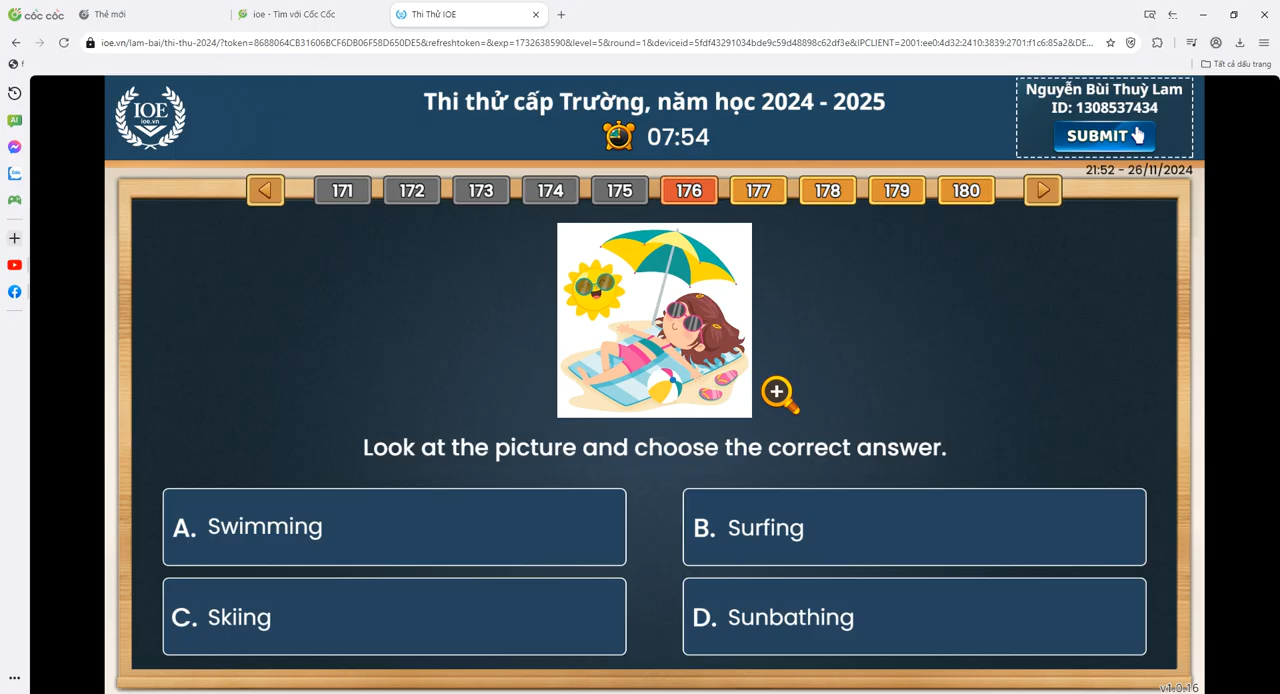 cốc cốc
Thẻ mới
ioe - Tìm với Cốc Cốc
Thi Thử IOE
ioe.vn/lam-bai/thi-thu-2024/?token=8688064CB31606BCF6DB06F58D650DE5&refreshtoken=&exp=1732638590&level=5&round=1&deviceid=5fdf43291034bde9c59d48898c62df3e&IPCLIENT=2001:ee0:4d32:2410:3839:2701:f1c6:85a2&DE...
Tất cả dấu trang
IOE
ioe.vn
Thi thử cấp Trường, năm học 2024 - 2025
07:54
Nguyễn Bùi Thuỳ Lam
ID: 1308537434
SUBMIT
21:52 - 26/11/2024
171 172 173 174 175 176 177 178 179 180
Look at the picture and choose the correct answer.
A. Swimming
B. Surfing
C. Skiing
D. Sunbathing
v1.0.16
AI
Zalo